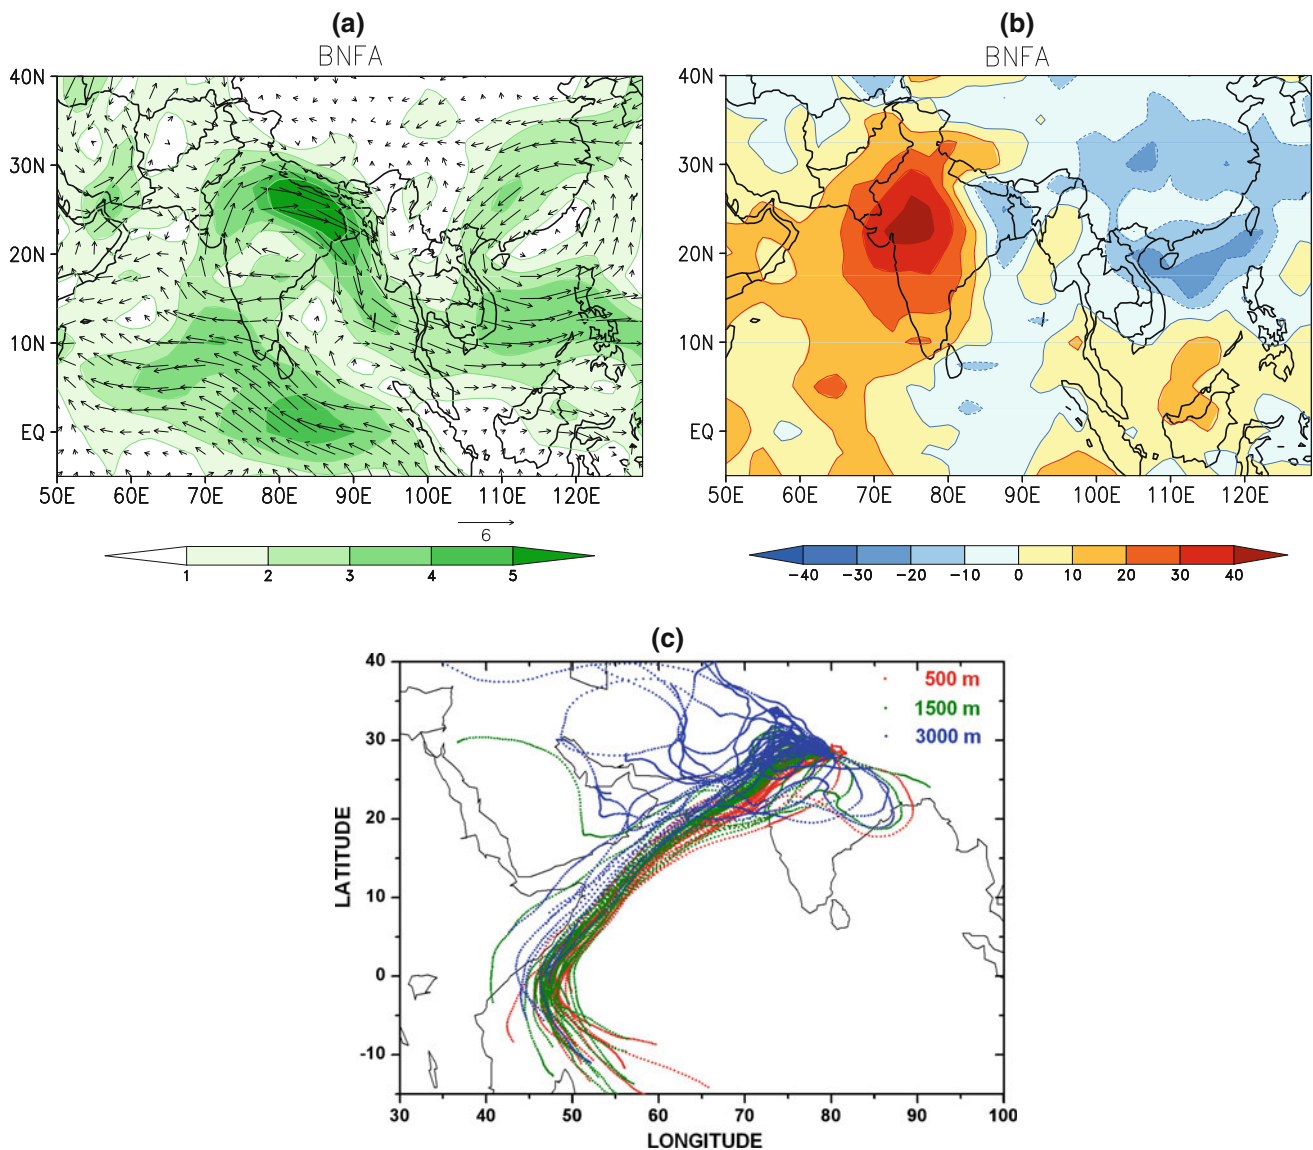 (a)
BNFA
40N
30N
20N
10N
EQ
50E 60E 70E 80E 90E 100E 110E 120E
6
1 2 3 4 5
(b)
BNFA
40N
30N
20N
10N
EQ
50E 60E 70E 80E 90E 100E 110E 120E
-40 -30 -20 -10 0 10 20 30 40
(c)
500 m
1500 m
3000 m
LATITUDE
40
30
20
10
0
-10
30 40 50 60 70 80 90 100
LONGITUDE